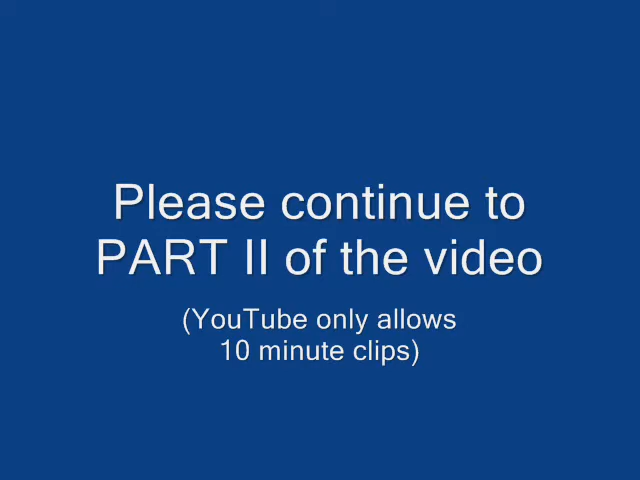 Please continue to
PART II of the video
(YouTube only allows
10 minute clips)